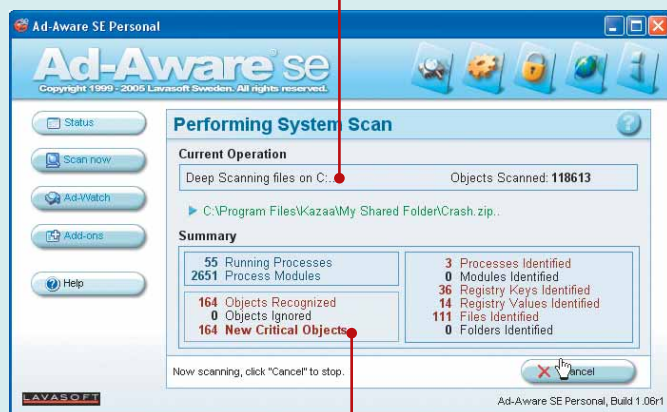 Ad-Aware SE Personal
Ad-Aware se
Copyright 1999 - 2005 Lavasoft Sweden. All rights reserved.
Status
Scan now
Ad-Watch
Add-ons
Help
Performing System Scan
Current Operation
Deep Scanning files on C:..
Objects Scanned: 118613
C:\Program Files\Kazaa\My Shared Folder\Crash.zip..
Summary
55 Running Processes
2651 Process Modules
164 Objects Recognized
0 Objects Ignored
164 New Critical Objects
3 Processes Identified
0 Modules Identified
36 Registry Keys Identified
14 Registry Values Identified
111 Files Identified
0 Folders Identified
Now scanning, click "Cancel" to stop.
Cancel
LAVASOFT
Ad-Aware SE Personal, Build 1.06r1